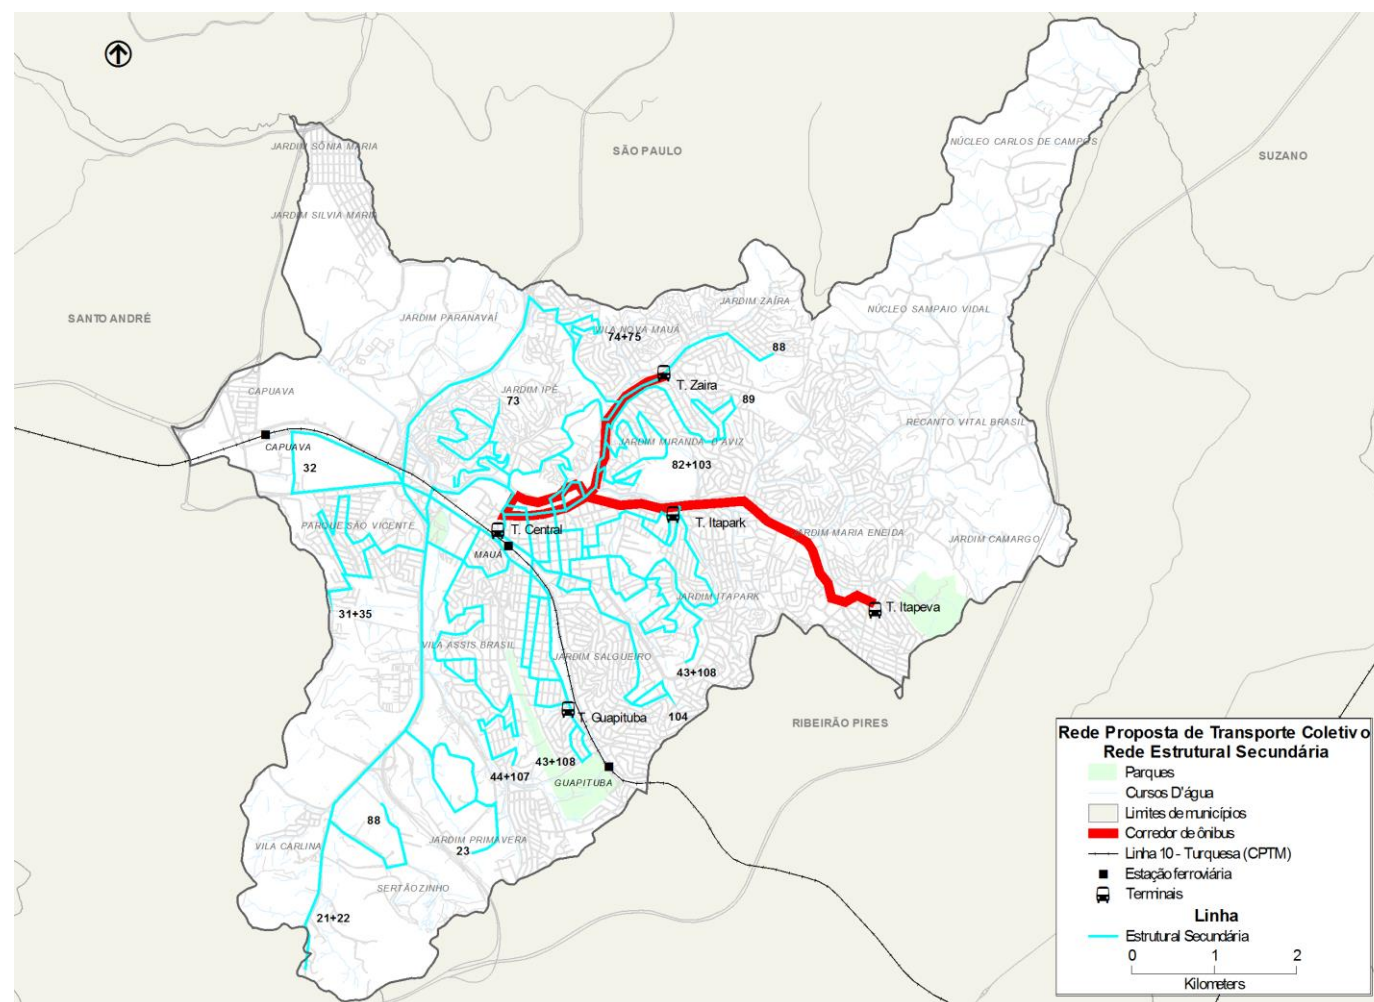 JARDIM SÔNIA MARIA
NÚCLEO CARLOS DE CAMPOS
SÃO PAULO
SUZANO
JARDIM SILVIA MARIA
JARDIM ZAÍRA
NÚCLEO SAMPAIO VIDAL
SANTO ANDRÉ
JARDIM PARANAVAÍ
VILA NOVA MAUÁ
74+75
88
T. Zaira
CAPUAVA
JARDIM IPÊ
73
89
RECANTO VITAL BRASIL
JARDIM MIRANDA D'AVIZ
CAPUAVA
32
82+103
PARQUE SÃO VICENTE
T. Central
T. Itapark
JARDIM MARIA ENEIDA
JARDIM CAMARGO
MAUÁ
JARDIM ITAPARK
T. Itapeva
31+35
VILA ASSIS BRASIL
JARDIM SALGUEIRO
43+108
T. Guapituba
104
RIBEIRÃO PIRES
43+108
44+107
GUAPITUBA
88
JARDIM PRIMAVERA
VILA CARLINA
23
SERTÃOZINHO
21+22
Rede Proposta de Transporte Coletivo
Rede Estrutural Secundária
Parques
Cursos D'água
Limites de municípios
Corredor de ônibus
Linha 10 - Turquesa (CPTM)
Estação ferroviária
Terminais
Linha
Estrutural Secundária
0 1 2
Kilometers